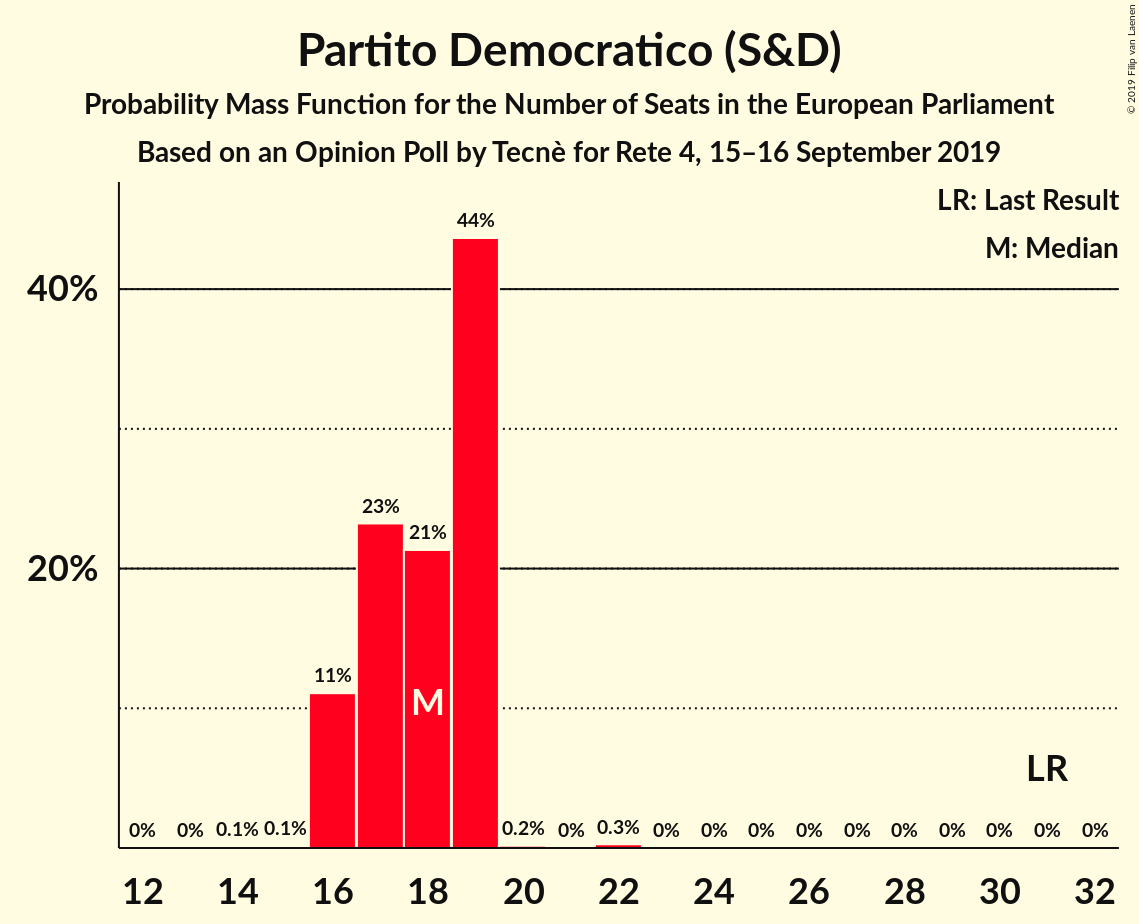 Partito Democratico (S&D)
Probability Mass Function for the Number of Seats in the European Parliament
Based on an Opinion Poll by Tecnè for Rete 4, 15–16 September 2019
© 2019 Filip van Laenen
LR: Last Result
M: Median
44%
40%
23%
21%
20%
11%
M
LR
0% 0% 0.1% 0.1% 0.2% 0% 0.3% 0% 0% 0% 0% 0% 0% 0% 0% 0% 0%
12 14 16 18 20 22 24 26 28 30 32